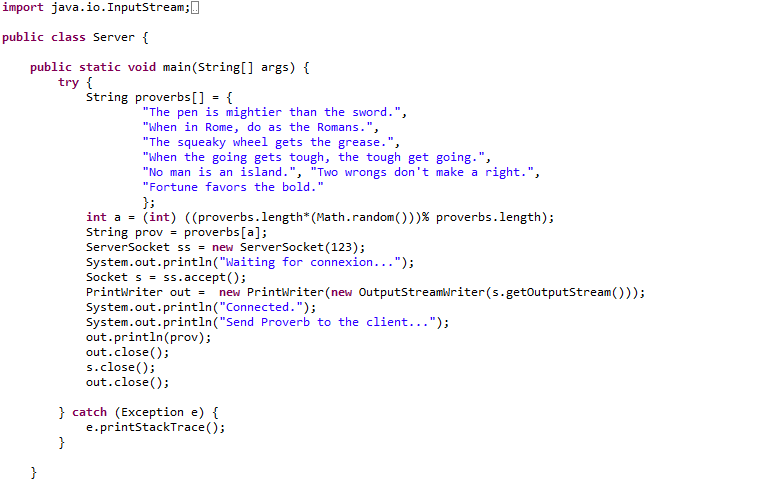 import java.io.InputStream;
public class Server {
public static void main(String[] args) {
try {
String proverbs[] = {
"The pen is mightier than the sword.",
"When in Rome, do as the Romans.",
"The squeaky wheel gets the grease.",
"When the going gets tough, the tough get going.",
"No man is an island.", "Two wrongs don't make a right.",
"Fortune favors the bold."
};
int a = (int) ((proverbs.length*(Math.random()))% proverbs.length);
String prov = proverbs[a];
ServerSocket ss = new ServerSocket(123);
System.out.println("Waiting for connexion...");
Socket s = ss.accept();
PrintWriter out =  new PrintWriter(new OutputStreamWriter(s.getOutputStream()));
System.out.println("Connected.");
System.out.println("Send Proverb to the client...");
out.println(prov);
out.close();
s.close();
out.close();
} catch (Exception e) {
e.printStackTrace();
}
}